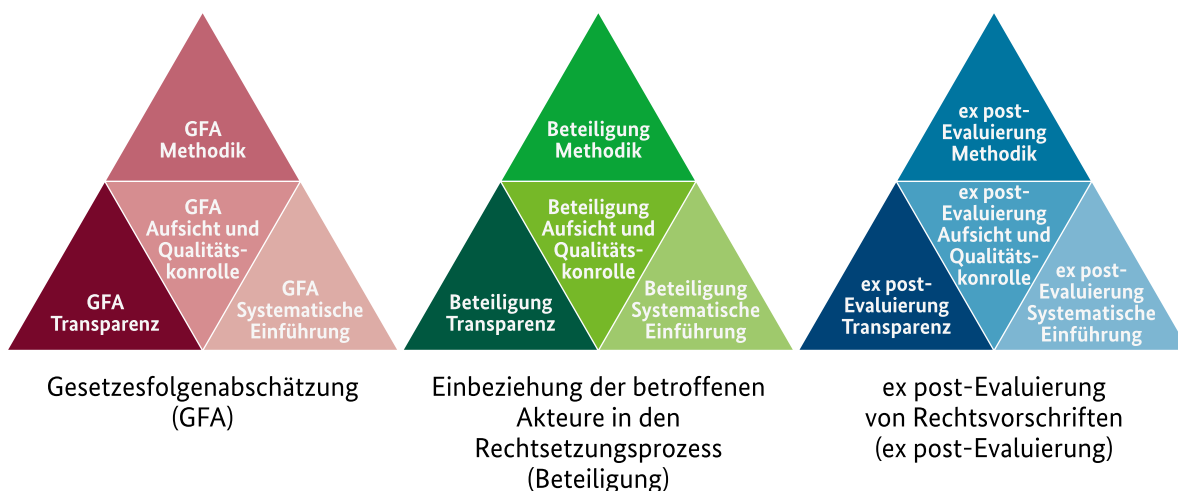 GFA
Methodik
GFA
Aufsicht und
Qualitäts-
konrolle
GFA
Transparenz
GFA
Systematische
Einführung
Gesetzesfolgenabschätzung
(GFA)
Beteiligung
Methodik
Beteiligung
Aufsicht und
Qualitäts-
konrolle
Beteiligung
Transparenz
Beteiligung
Systematische
Einführung
Einbeziehung der betroffenen
Akteure in den
Rechtsetzungsprozess
(Beteiligung)
ex post-
Evaluierung
Methodik
ex post-
Evaluierung
Aufsicht und
Qualitäts-
konrolle
ex post-
Evaluierung
Transparenz
ex post-
Evaluierung
Systematische
Einführung
ex post-Evaluierung
von Rechtsvorschriften
(ex post-Evaluierung)